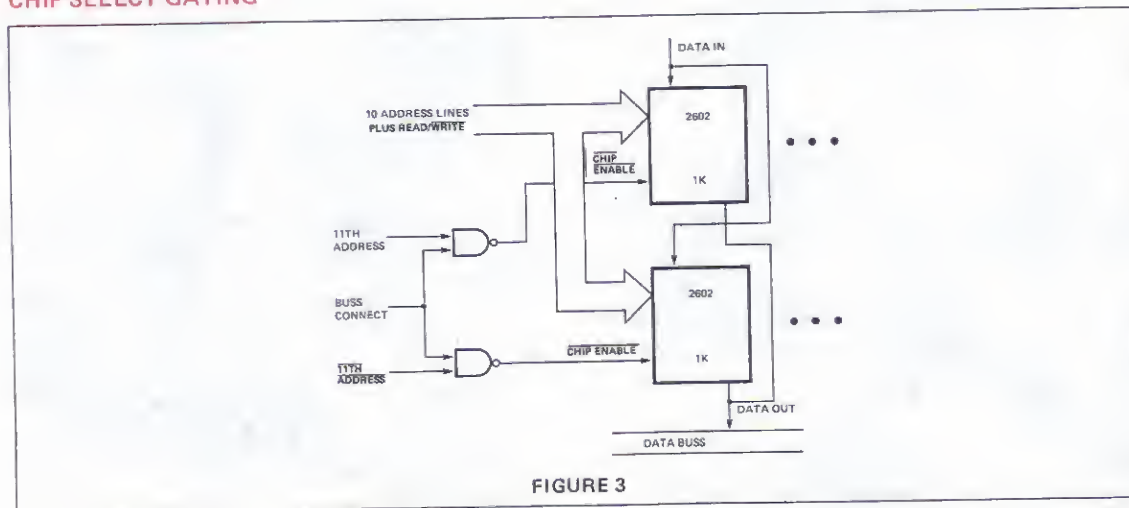 CHIP SELECT GATING
DATA IN
10 ADDRESS LINES
PLUS READ/WRITE
2602
CHIP
ENABLE
1K
11TH
ADDRESS
2602
BUSS
CONNECT
CHIP ENABLE
1K
11TH
ADDRESS
DATA OUT
DATA BUSS
FIGURE 3